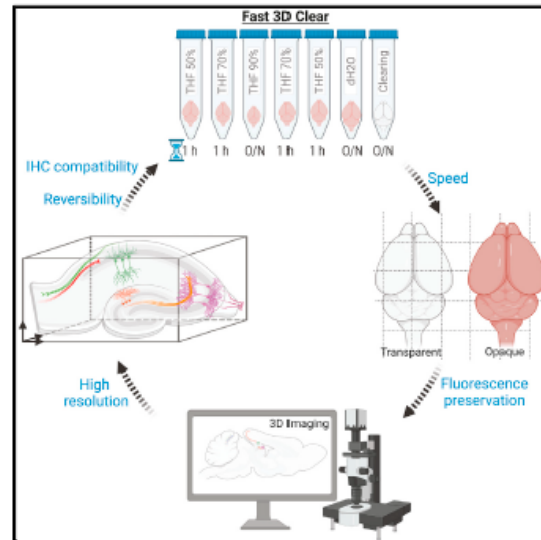 Fast 3D Clear
THF 50%
THF 70%
THF 90%
THF 70%
THF 50%
dH2O
Clearing
1 h
1 h
O/N
1 h
1 h
O/N
O/N
IHC compatibility
Reversibility
Speed
Transparent
Opaque
High
resolution
Fluorescence
preservation
3D IImaging